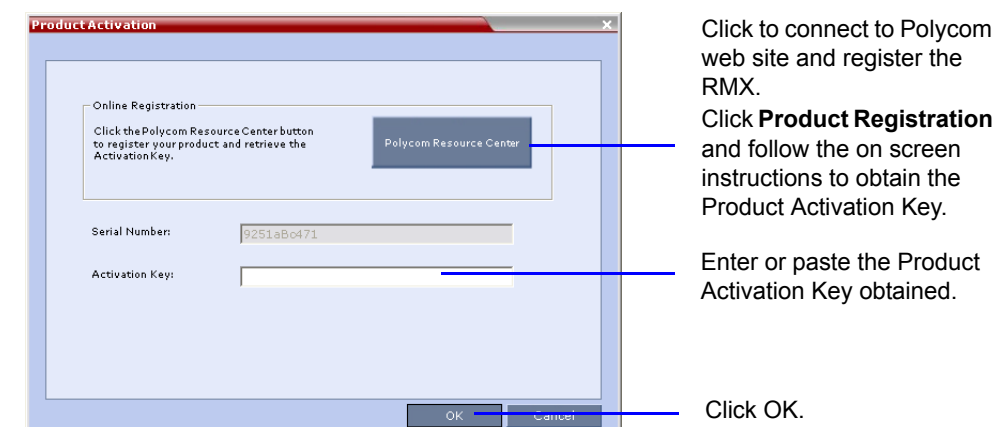 Product Activation
Online Registration
Click the Polycom Resource Center button
to register your product and retrieve the
Activation Key.
Polycom Resource Center
Serial Number:
9251aBc471
Activation Key:
OK
Cancel
Click to connect to Polycom
web site and register the
RMX.
Click Product Registration
and follow the on screen
instructions to obtain the
Product Activation Key.
Enter or paste the Product
Activation Key obtained.
Click OK.